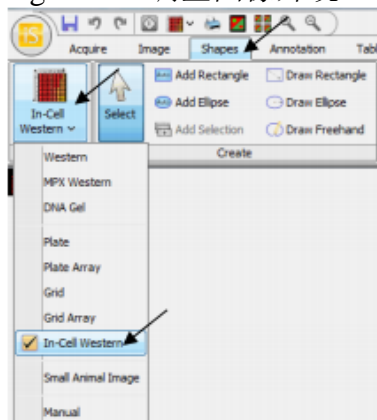 iS
Acquire Image Shapes Annotation Tabl
In-Cell Western
Select
Add Rectangle Draw Rectangle
Add Ellipse Draw Ellipse
Add Selection Draw Freehand
Create
Western
MPX Western
DNA Gel
Plate
Plate Array
Grid
Grid Array
In-Cell Western
Small Animal Image
Manual